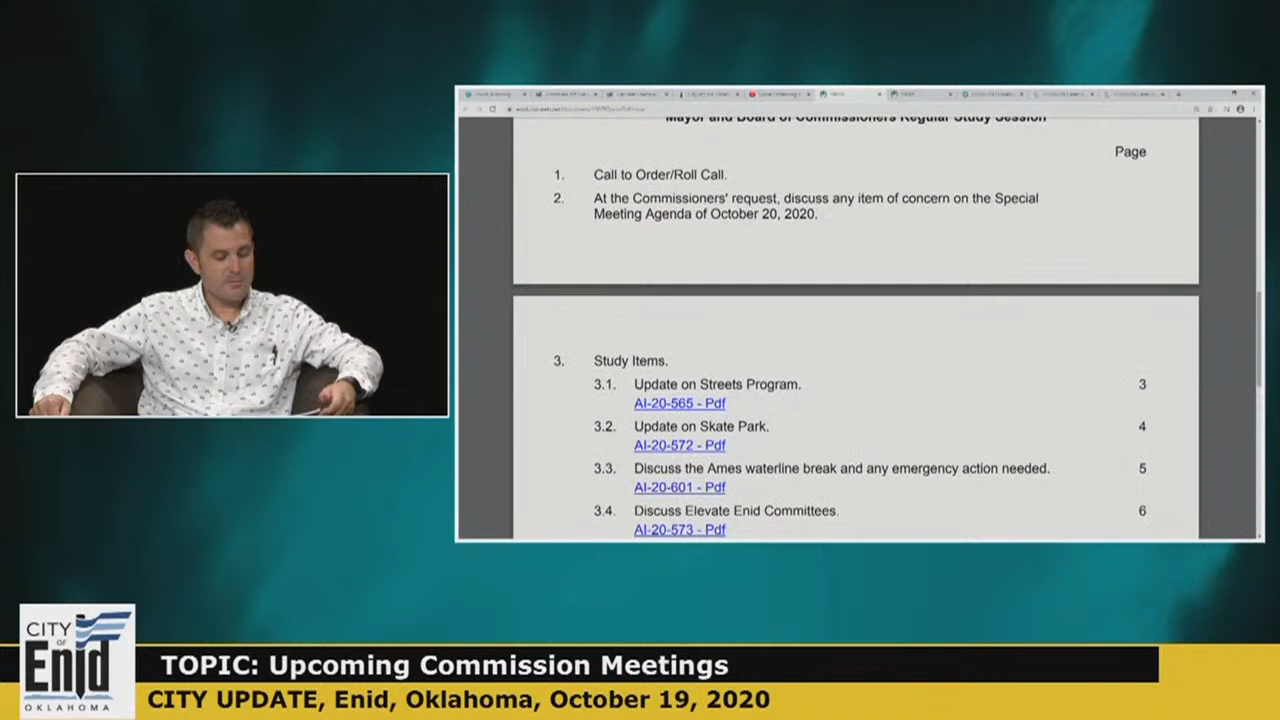 Mayor and Board of Commissioners Regular Study Session
Page
1. Call to Order/Roll Call.
2. At the Commissioners' request, discuss any item of concern on the Special
Meeting Agenda of October 20, 2020.
3. Study Items.
3.1. Update on Streets Program. 3
AI-20-565 - Pdf
3.2. Update on Skate Park. 4
AI-20-572 - Pdf
3.3. Discuss the Ames waterline break and any emergency action needed. 5
AI-20-601 - Pdf
3.4. Discuss Elevate Enid Committees. 6
AI-20-573 - Pdf
CITY
OF
Enid
OKLAHOMA
TOPIC: Upcoming Commission Meetings
CITY UPDATE, Enid, Oklahoma, October 19, 2020